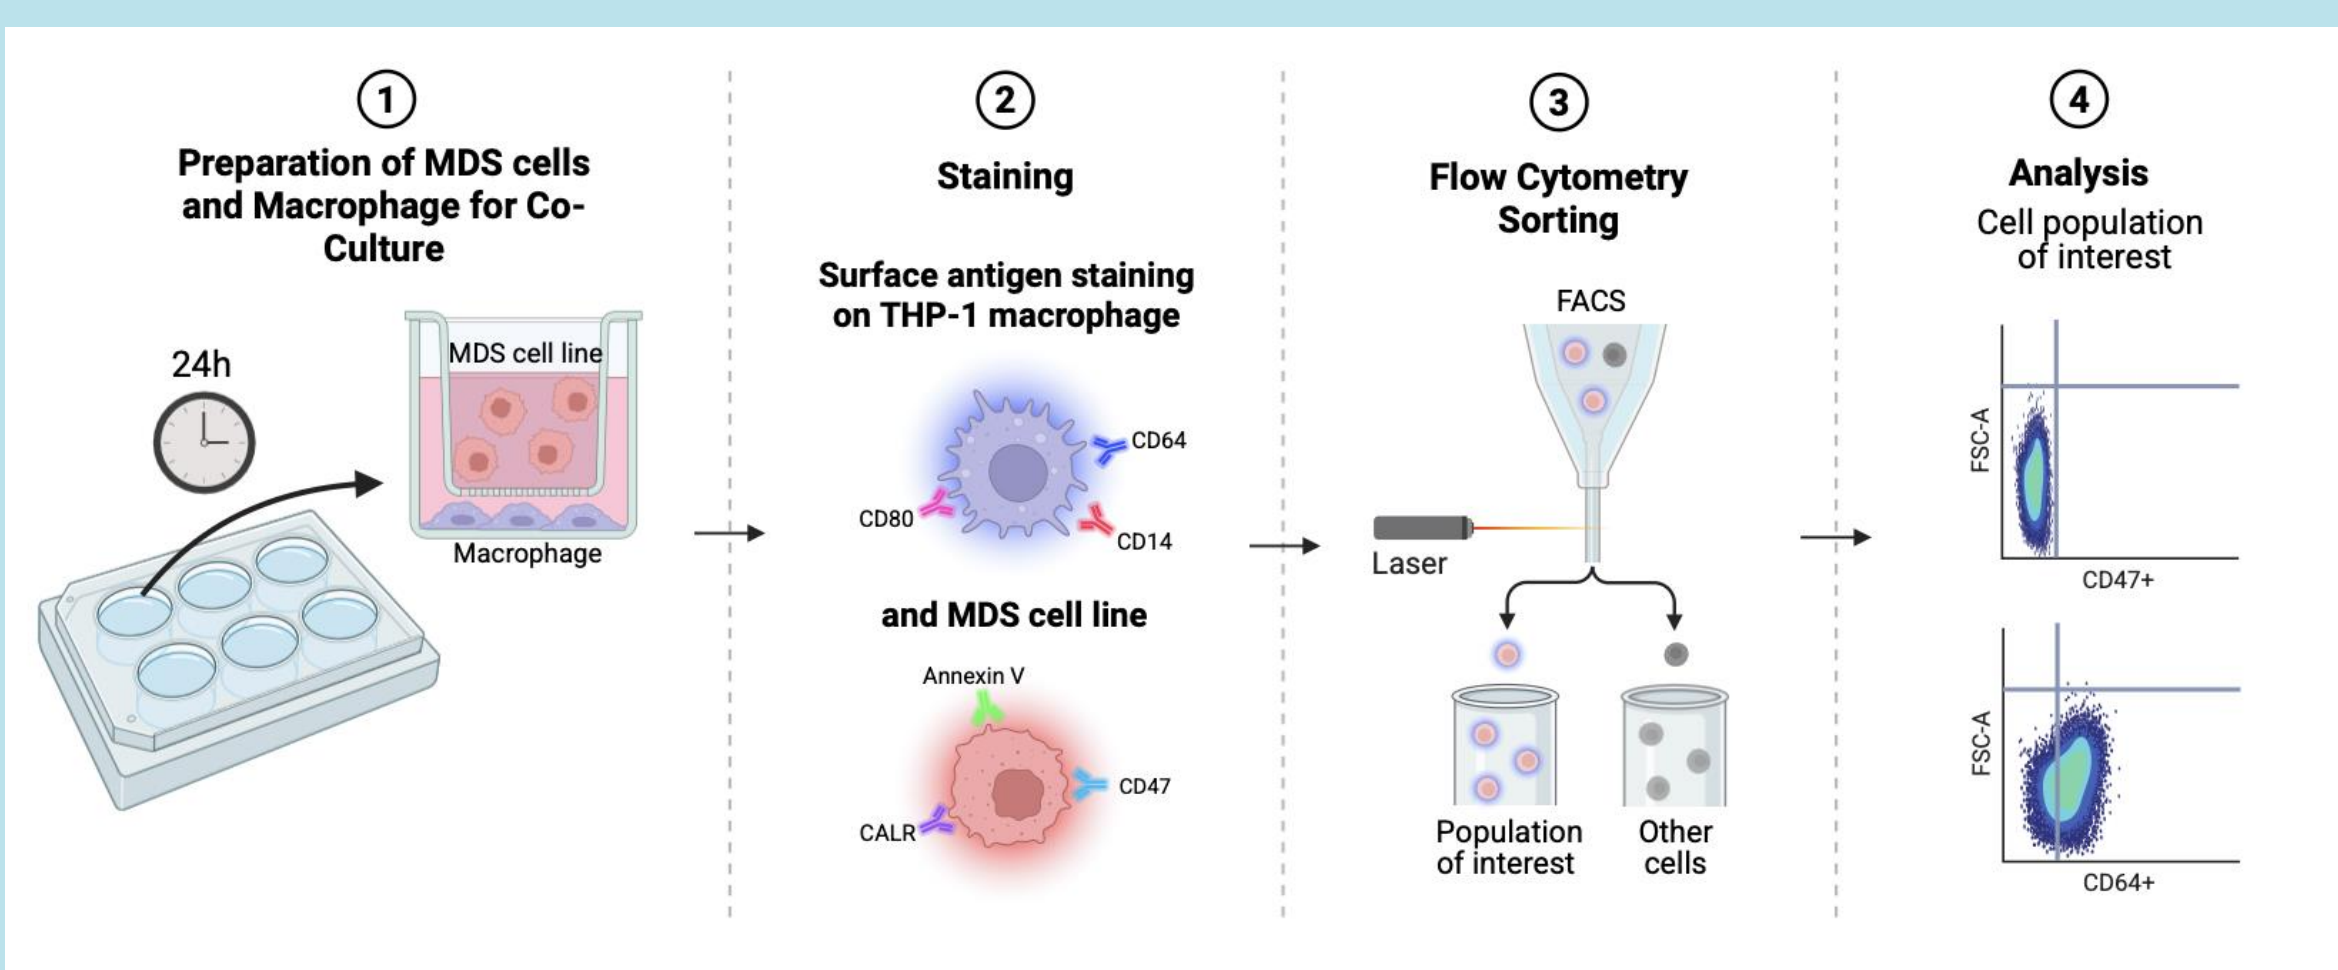 1
Preparation of MDS cells
and Macrophage for Co-
Culture
24h
MDS cell line
Macrophage
2
Staining
Surface antigen staining
on THP-1 macrophage
CD64
CD80
CD14
and MDS cell line
Annexin V
CD47
CALR
3
Flow Cytometry
Sorting
FACS
Laser
Population
of interest
Other
cells
4
Analysis
Cell population
of interest
FSC-A
CD47+
FSC-A
CD64+